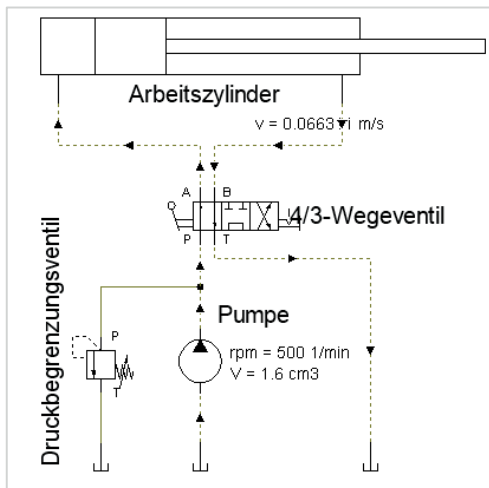 Arbeitszylinder
v = 0.0663 m/s
A B
4/3-Wegeventil
P T
Druckbegrenzungsventil
P
T
Pumpe
rpm = 500 1/min
V = 1.6 cm3